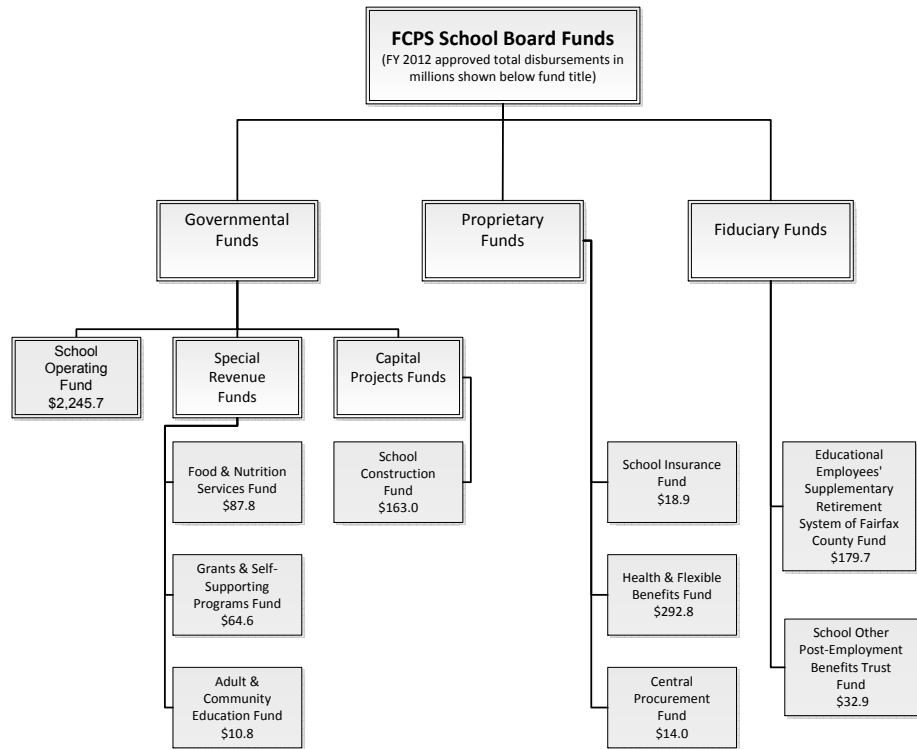 FCPS School Board Funds
(FY 2012 approved total disbursements in
millions shown below fund title)
Governmental
Funds
Proprietary
Funds
Fiduciary Funds
School
Operating
Fund
$2,245.7
Special
Revenue
Funds
Capital
Projects Funds
Food & Nutrition
Services Fund
$87.8
Grants & Self-
Supporting
Programs Fund
$64.6
Adult &
Community
Education Fund
$10.8
School
Construction
Fund
$163.0
School Insurance
Fund
$18.9
Health & Flexible
Benefits Fund
$292.8
Central
Procurement
Fund
$14.0
Educational
Employees'
Supplementary
Retirement
System of Fairfax
County Fund
$179.7
School Other
Post-Employment
Benefits Trust
Fund
$32.9